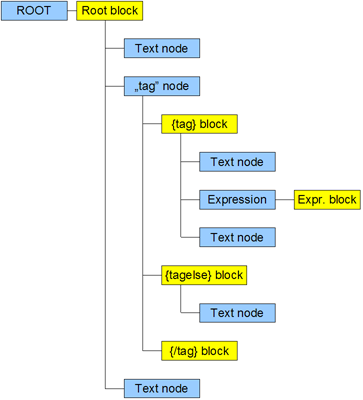 ROOT
Root block
Text node
„tag” node
{tag} block
Text node
Expression
Expr. block
Text node
{tagelse} block
Text node
{/tag} block
Text node